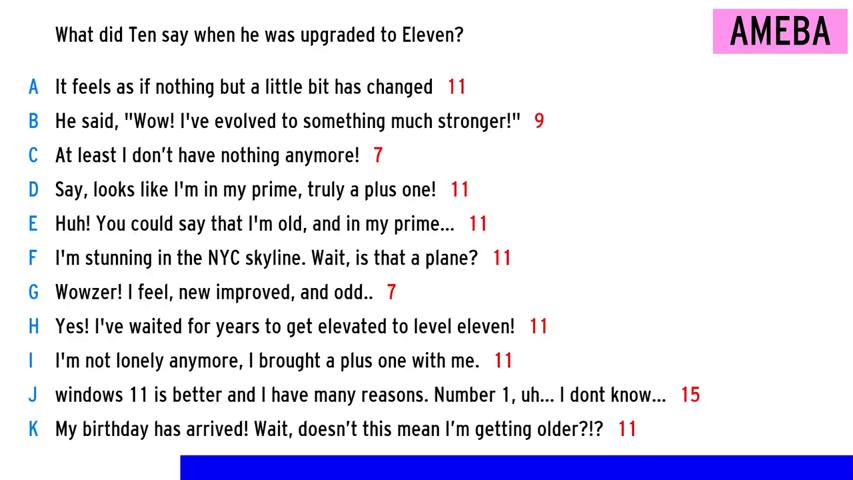 What did Ten say when he was upgraded to Eleven?
AMEBA
A It feels as if nothing but a little bit has changed 11
B He said, "Wow! I've evolved to something much stronger!" 9
C At least I don’t have nothing anymore! 7
D Say, looks like I'm in my prime, truly a plus one! 11
E Huh! You could say that I'm old, and in my prime... 11
F I'm stunning in the NYC skyline. Wait, is that a plane? 11
G Wowzer! I feel, new improved, and odd.. 7
H Yes! I've waited for years to get elevated to level eleven! 11
I I'm not lonely anymore, I brought a plus one with me. 11
J windows 11 is better and I have many reasons. Number 1, uh... I dont know... 15
K My birthday has arrived! Wait, doesn’t this mean I’m getting older?!? 11